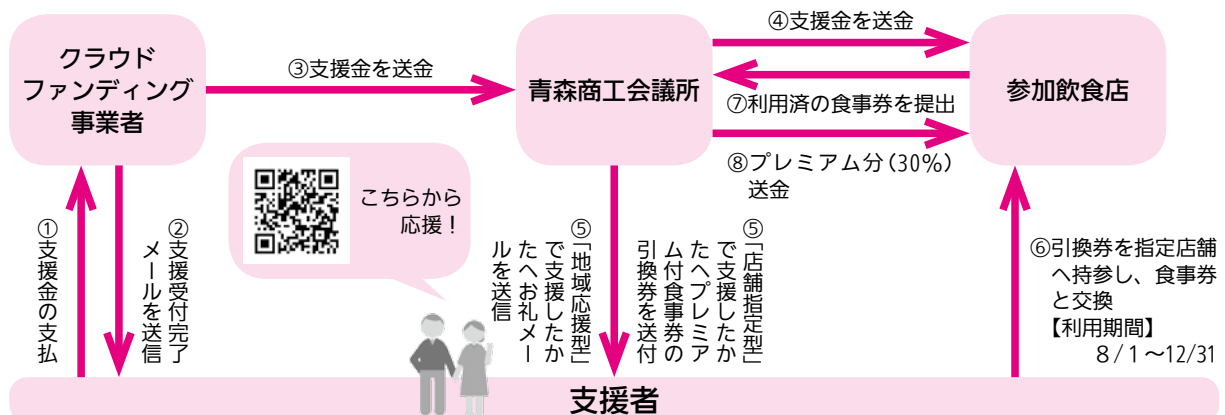 クラウド
ファンディング
事業者
③支援金を送金
青森商工会議所
④支援金を送金
⑦利用済の食事券を提出
⑧プレミアム分(30%)
送金
参加飲食店
こちらから
応援！
①支援金の支払
②支援受付完了
メールを送信
⑤「地域応援型」
で支援したか
たへお礼メー
ルを送信
⑤「店舗指定型」
で支援したか
たへプレミア
ム付食事券の
引換券を送付
⑥引換券を指定店舗
へ持参し、食事券
と交換
【利用期間】
8/1～12/31
支援者